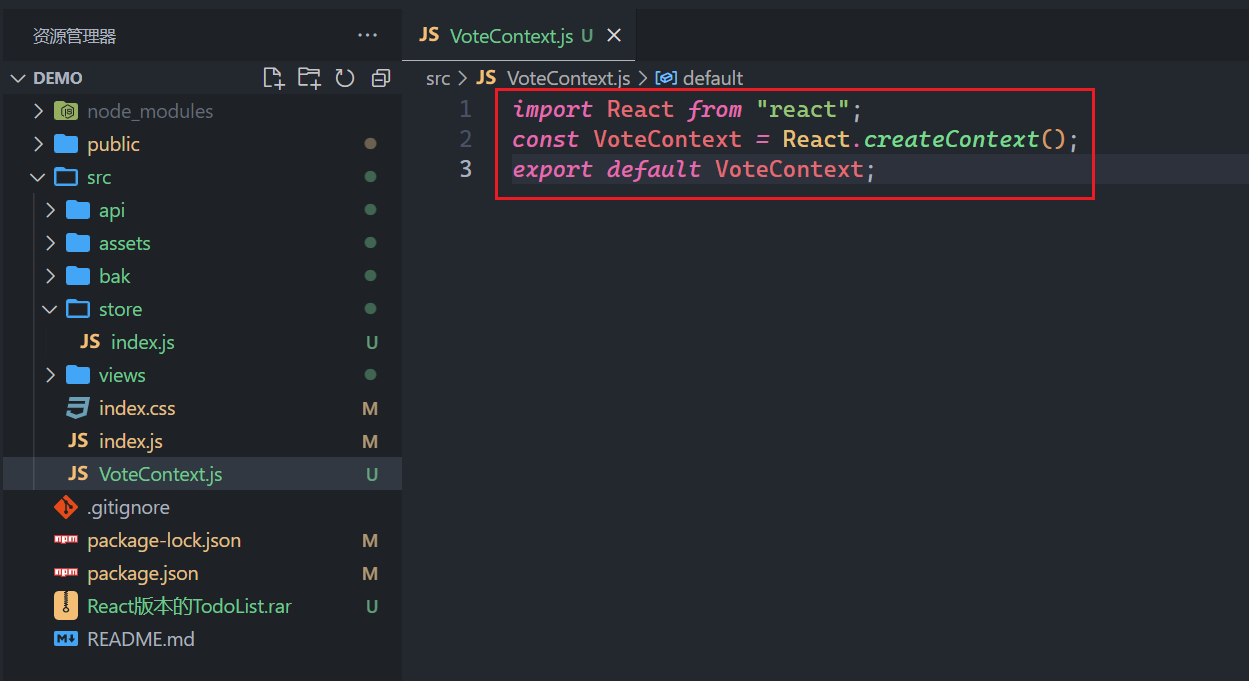 资源管理器
···
JS VoteContext.js U
DEMO
src > JS VoteContext.js > default
node_modules
public
src
api
assets
bak
store
JS index.js U
views
index.css M
JS index.js M
JS VoteContext.js U
.gitignore
npm package-lock.json M
npm package.json M
React版本的TodoList.rar U
M README.md
1 import React from "react";
2 const VoteContext = React.createContext();
3 export default VoteContext;